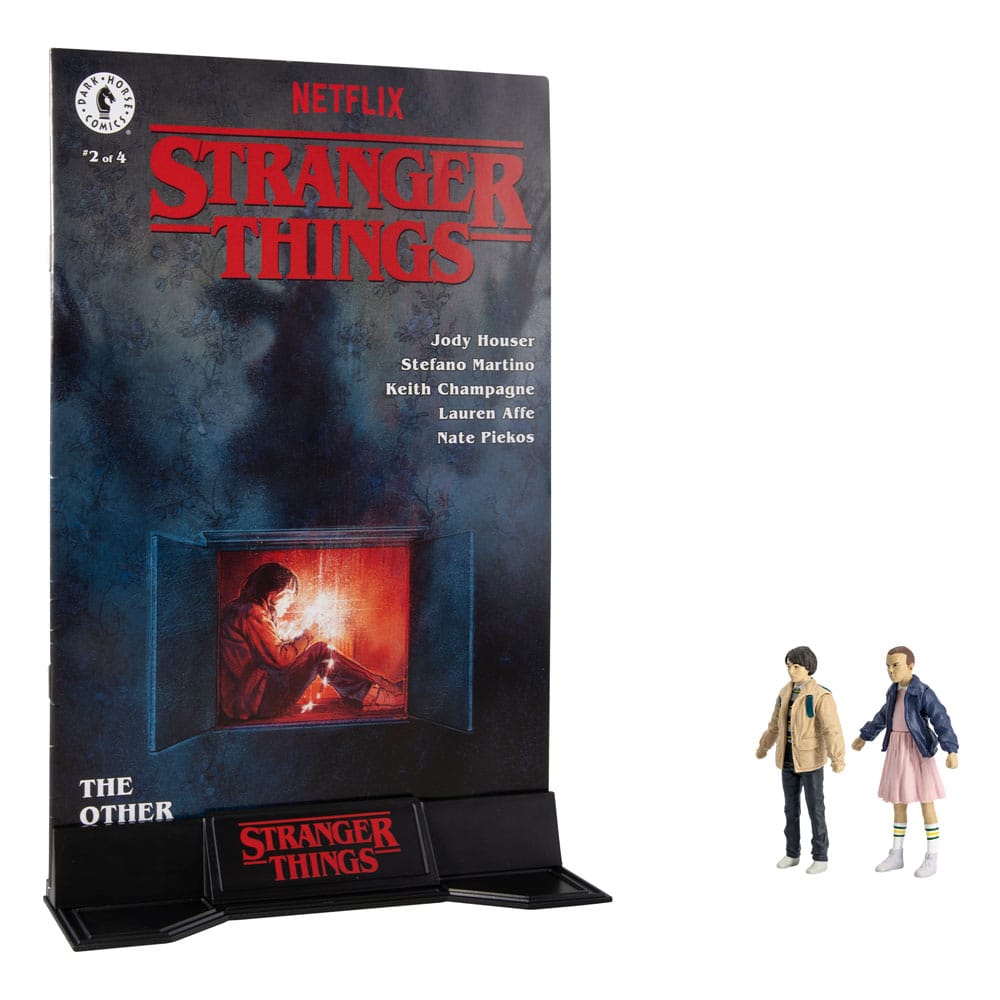 DARK·HORSE
COMICS
#2 of 4
NETFLIX
STRANGER
THINGS
Jody Houser
Stefano Martino
Keith Champagne
Lauren Affe
Nate Piekos
THE
OTHER
STRANGER
THINGS